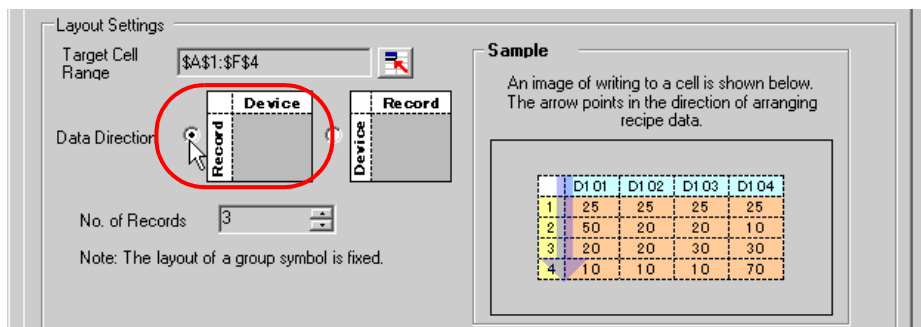 Layout Settings
Target Cell
Range
$A$1:$F$4
Data Direction
Device
Record
Record
Device
No. of Records
3
Note: The layout of a group symbol is fixed.
Sample
An image of writing to a cell is shown below.
The arrow points in the direction of arranging
recipe data.
D101 D102 D103 D104
1 25 25 25 25
2 50 20 20 10
3 20 20 30 30
4 10 10 10 70